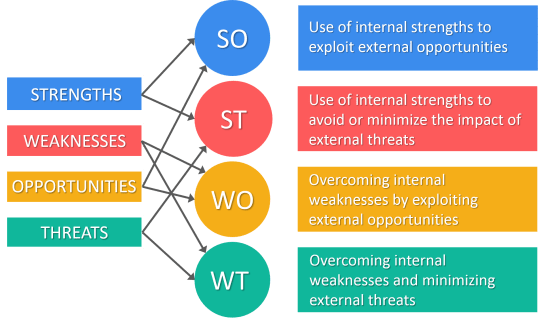 STRENGTHS
WEAKNESSES
OPPORTUNITIES
THREATS
SO
ST
WO
WT
Use of internal strengths to
exploit external opportunities
Use of internal strengths to
avoid or minimize the impact of
external threats
Overcoming internal
weaknesses by exploiting
external opportunities
Overcoming internal
weaknesses and minimizing
external threats